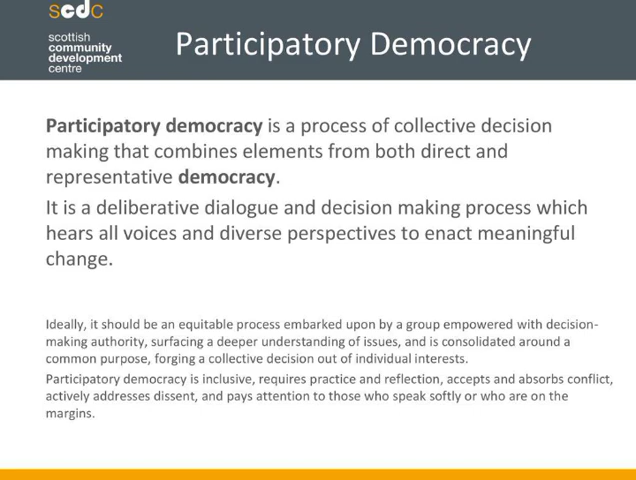 scdc
scottish
community
development
centre
Participatory Democracy
Participatory democracy is a process of collective decision
making that combines elements from both direct and
representative democracy.
It is a deliberative dialogue and decision making process which
hears all voices and diverse perspectives to enact meaningful
change.
Ideally, it should be an equitable process embarked upon by a group empowered with decision-
making authority, surfacing a deeper understanding of issues, and is consolidated around a
common purpose, forging a collective decision out of individual interests.
Participatory democracy is inclusive, requires practice and reflection, accepts and absorbs conflict,
actively addresses dissent, and pays attention to those who speak softly or who are on the
margins.